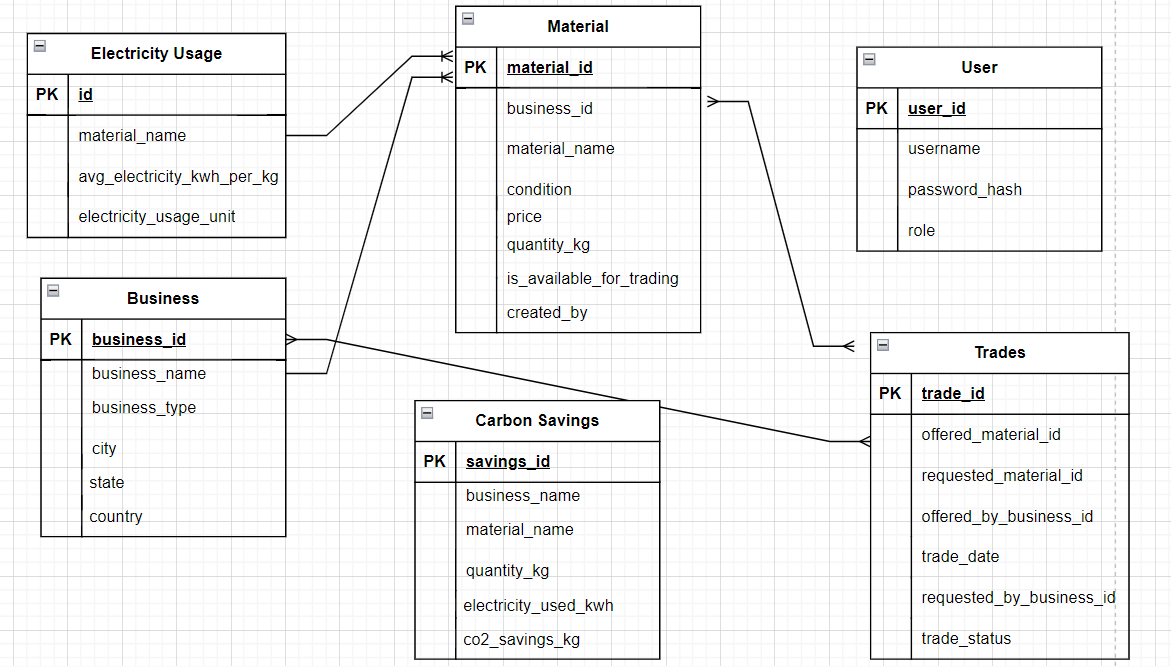 Electricity Usage
PK id
material_name
avg_electricity_kwh_per_kg
electricity_usage_unit
Material
PK material_id
business_id
material_name
condition
price
quantity_kg
is_available_for_trading
created_by
User
PK user_id
username
password_hash
role
Business
PK business_id
business_name
business_type
city
state
country
Carbon Savings
PK savings_id
business_name
material_name
quantity_kg
electricity_used_kwh
co2_savings_kg
Trades
PK trade_id
offered_material_id
requested_material_id
offered_by_business_id
trade_date
requested_by_business_id
trade_status